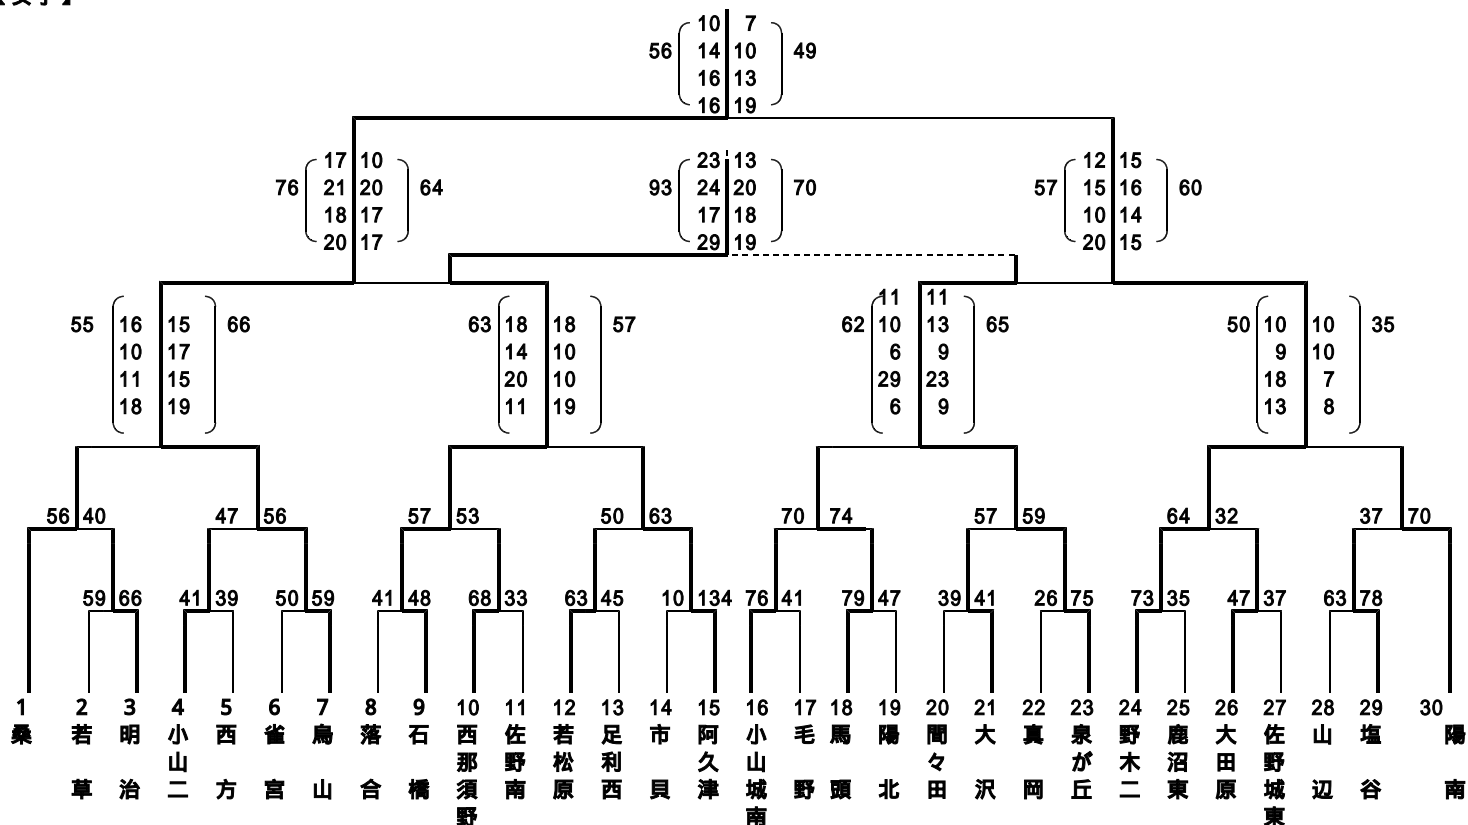 【女子】
10 7
56 14 10 49
16 13
16 19
17 10 23 13 12 15
76 21 20 64 93 24 20 70 57 15 16 60
18 17 17 18 10 14
20 17 29 19 20 15
11 11
55 16 15 66 63 18 18 57 62 10 13 65 50 10 10 35
10 17 14 10 6 9 9 10
11 15 20 10 29 23 18 7
18 19 11 19 6 9 13 8
56 40 47 56 57 53 50 63 70 74 57 59 64 32 37 70
59 66 41 39 50 59 41 48 68 33 63 45 10 134 76 41 79 47 39 41 26 75 73 35 47 37 63 78
1 2 3 4 5 6 7 8 9 10 11 12 13 14 15 16 17 18 19 20 21 22 23 24 25 26 27 28 29 30
桑
若草
明治
小山二
西方
雀宮
烏山
落合
石橋
西那須野
佐野南
若松原
足利西
市貝
阿久津
小山城南
毛野
馬頭
陽北
間々田
大沢
真岡
泉が丘
野木二
鹿沼東
大田原
佐野城東
山辺
塩谷
陽南